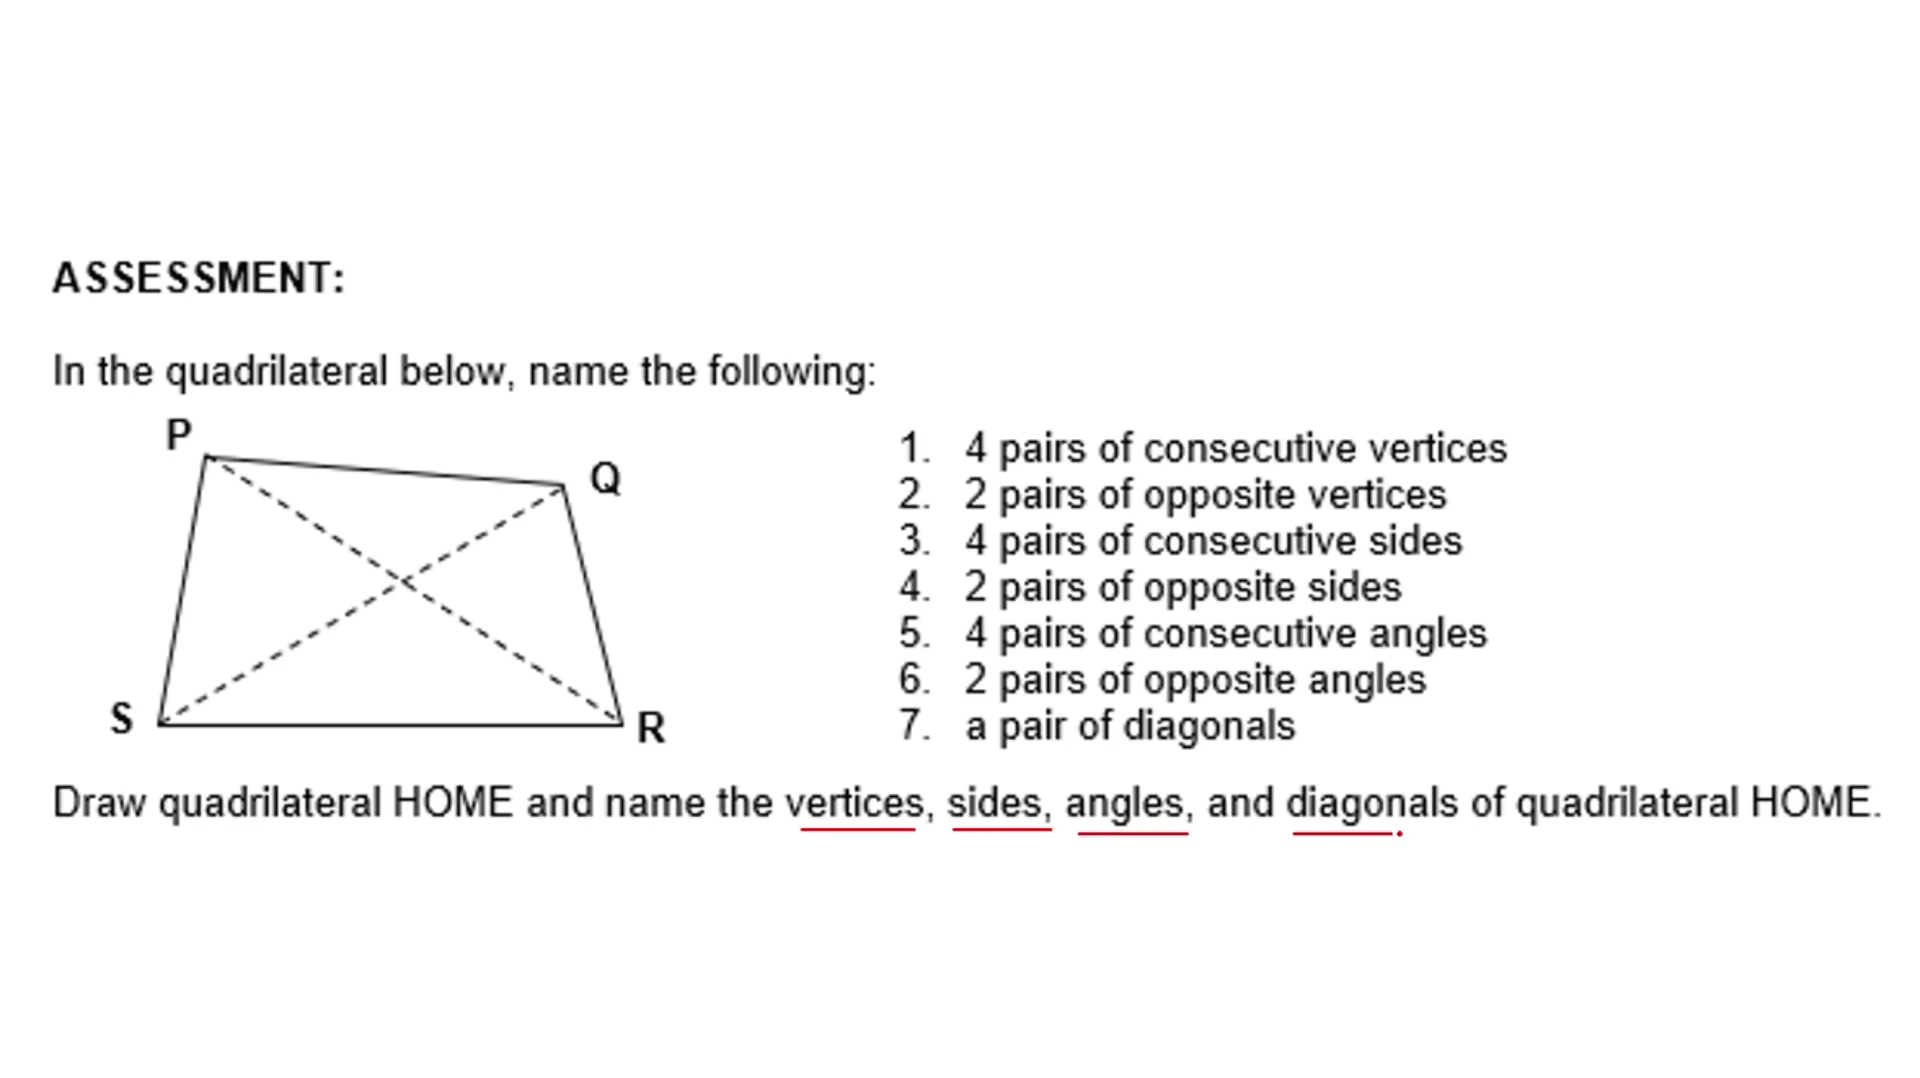 ASSESSMENT:
In the quadrilateral below, name the following:
P
Q
S
R
1. 4 pairs of consecutive vertices
2. 2 pairs of opposite vertices
3. 4 pairs of consecutive sides
4. 2 pairs of opposite sides
5. 4 pairs of consecutive angles
6. 2 pairs of opposite angles
7. a pair of diagonals
Draw quadrilateral HOME and name the vertices, sides, angles, and diagonals of quadrilateral HOME.